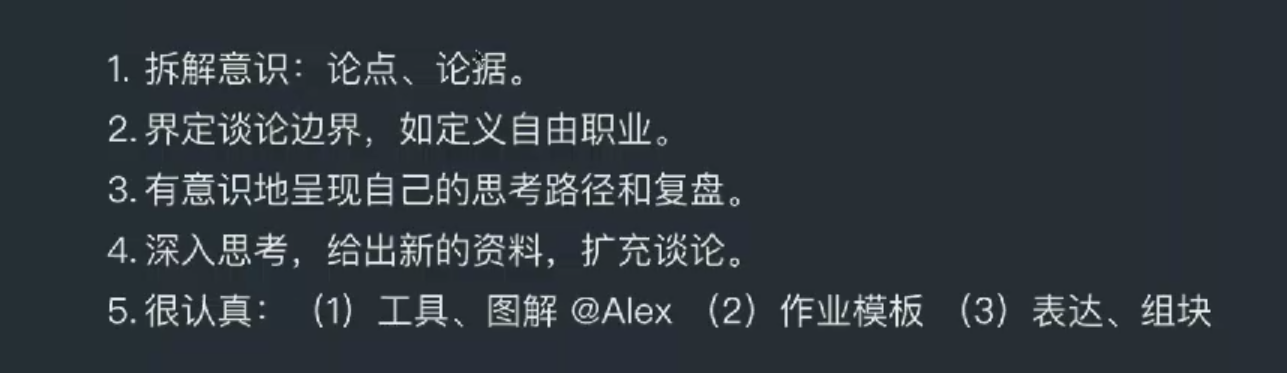 1. 拆解意识：论点、论据。
2. 界定谈论边界，如定义自由职业。
3. 有意识地呈现自己的思考路径和复盘。
4. 深入思考，给出新的资料，扩充谈论。
5. 很认真：（1）工具、图解 @Alex （2）作业模板 （3）表达、组块